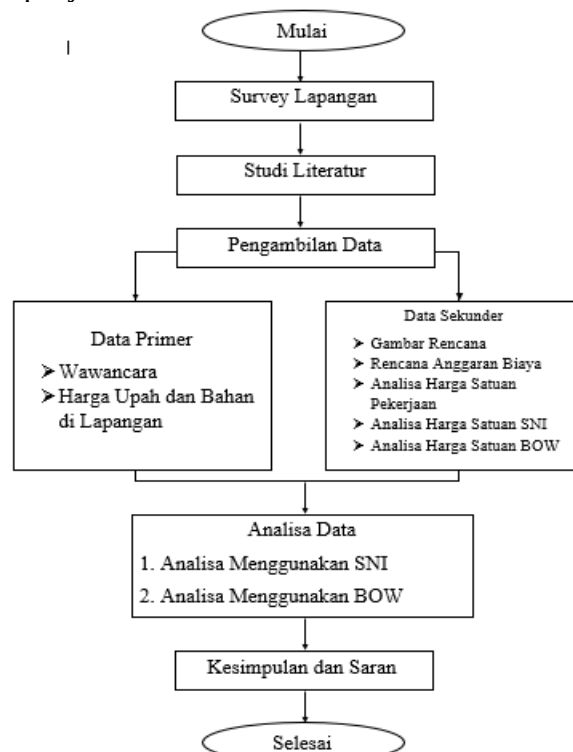 Mulai
Survey Lapangan
Studi Literatur
Pengambilan Data
Data Primer
➤ Wawancara
➤ Harga Upah dan Bahan
di Lapangan
Data Sekunder
➤ Gambar Rencana
➤ Rencana Anggaran Biaya
➤ Analisa Harga Satuan
Pekerjaan
➤ Analisa Harga Satuan SNI
➤ Analisa Harga Satuan BOW
Analisa Data
1. Analisa Menggunakan SNI
2. Analisa Menggunakan BOW
Kesimpulan dan Saran
Selesai